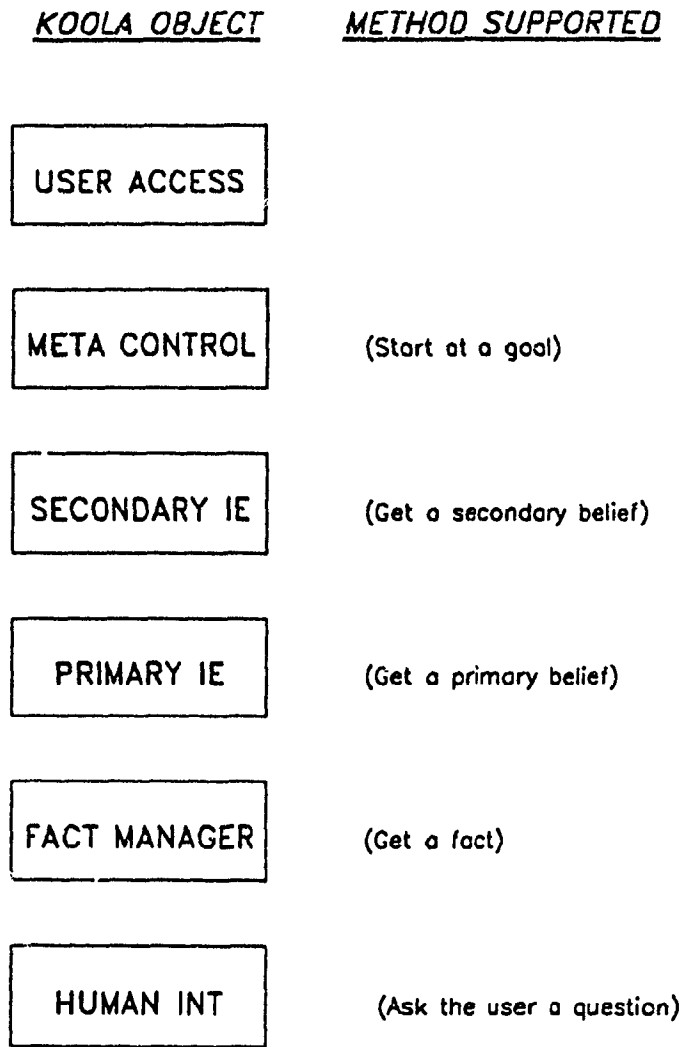 KOOLA OBJECT METHOD SUPPORTED
USER ACCESS
META CONTROL (Start at a goal)
SECONDARY IE (Get a secondary belief)
PRIMARY IE (Get a primary belief)
FACT MANAGER (Get a fact)
HUMAN INT (Ask the user a question)